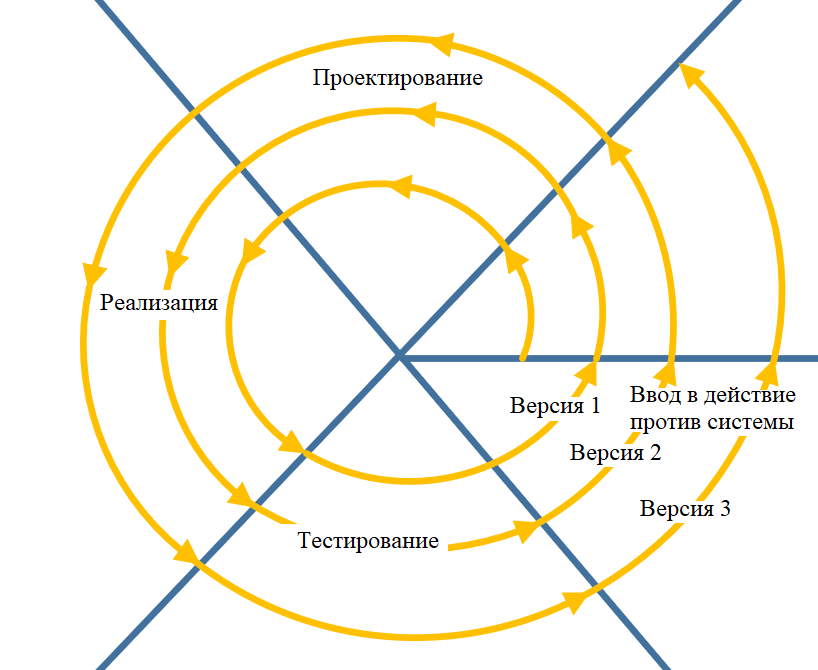 Проектирование
Реализация
Версия 1
Ввод в действие
против системы
Версия 2
Версия 3
Тестирование